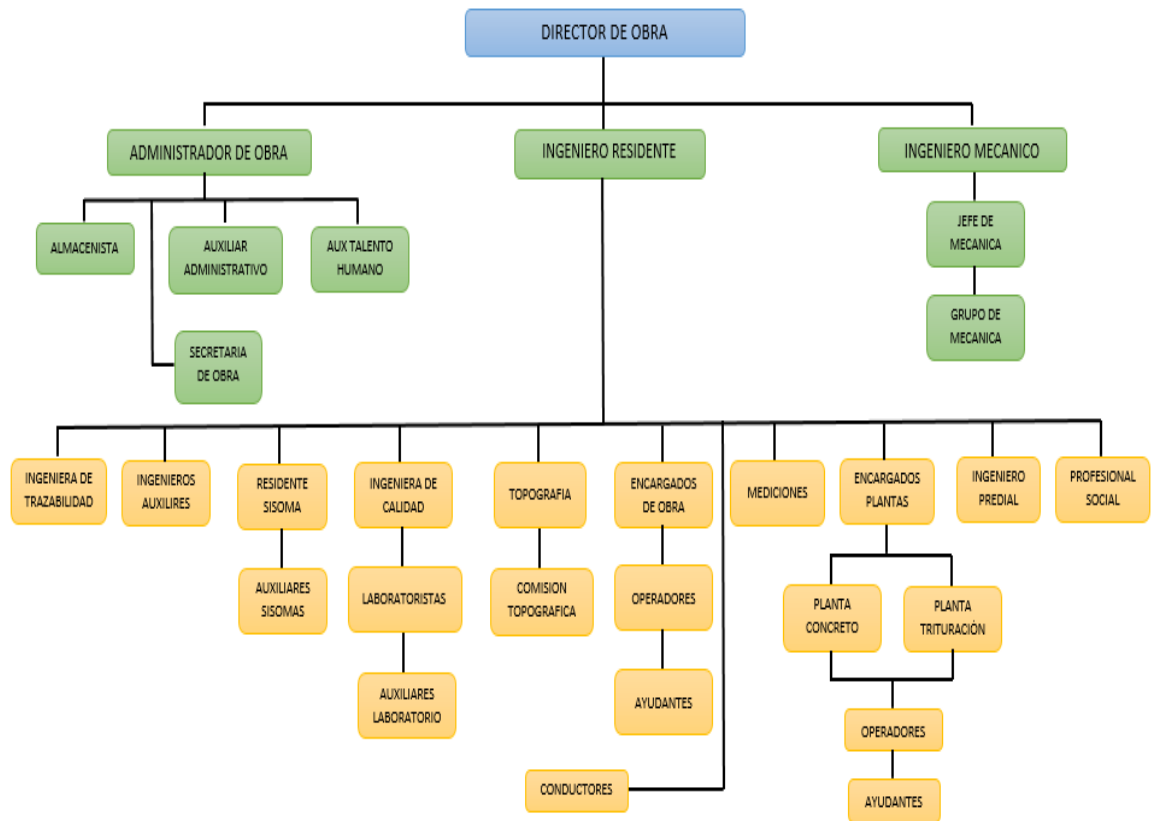 DIRECTOR DE OBRA
ADMINISTRADOR DE OBRA
INGENIERO RESIDENTE
INGENIERO MECANICO
ALMACENISTA
AUXILIAR
ADMINISTRATIVO
AUX TALENTO
HUMANO
JEFE DE
MECANICA
SECRETARIA
DE OBRA
GRUPO DE
MECANICA
INGENIERA DE
TRAZABILIDAD
INGENIEROS
AUXILIRES
RESIDENTE
SISOMA
INGENIERA DE
CALIDAD
TOPOGRAFIA
ENCARGADOS
DE OBRA
MEDICIONES
ENCARGADOS
PLANTAS
INGENIERO
PREDIAL
PROFESIONAL
SOCIAL
AUXILIARES
SISOMAS
LABORATORISTAS
COMISION
TOPOGRAFICA
OPERADORES
PLANTA
CONCRETO
PLANTA
TRITURACIÓN
AUXILIARES
LABORATORIO
AYUDANTES
OPERADORES
CONDUCTORES
AYUDANTES